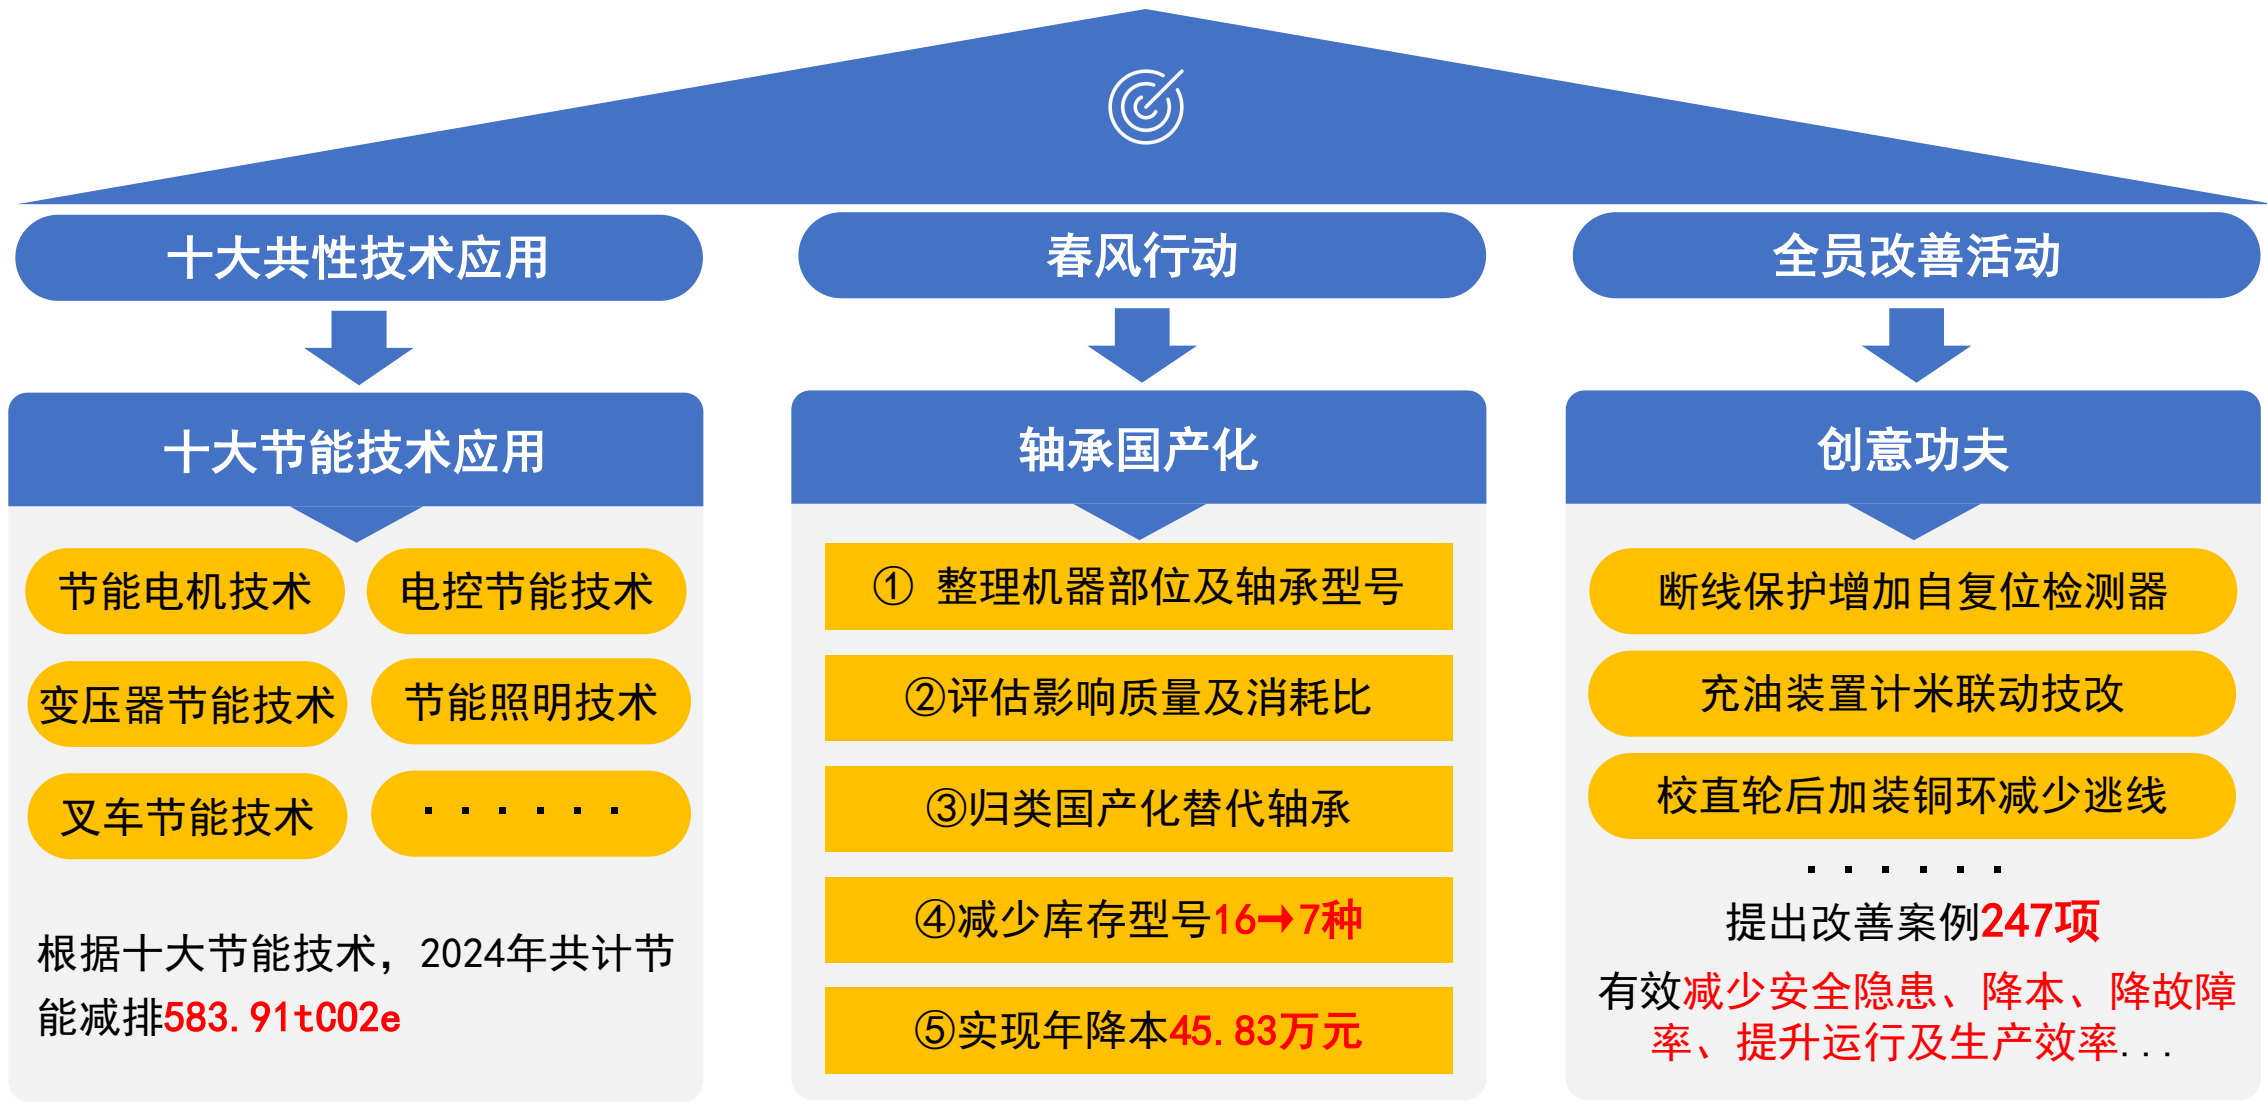 十大共性技术应用
十大节能技术应用
节能电机技术
电控节能技术
变压器节能技术
节能照明技术
叉车节能技术
······
根据十大节能技术，2024年共计节
能减排583.91tCO2e
春风行动
轴承国产化
① 整理机器部位及轴承型号
②评估影响质量及消耗比
③归类国产化替代轴承
④减少库存型号16→7种
⑤实现年降本45.83万元
全员改善活动
创意功夫
断线保护增加自复位检测器
充油装置计米联动技改
校直轮后加装铜环减少逃线
······
提出改善案例247项
有效减少安全隐患、降本、降故障
率、提升运行及生产效率...